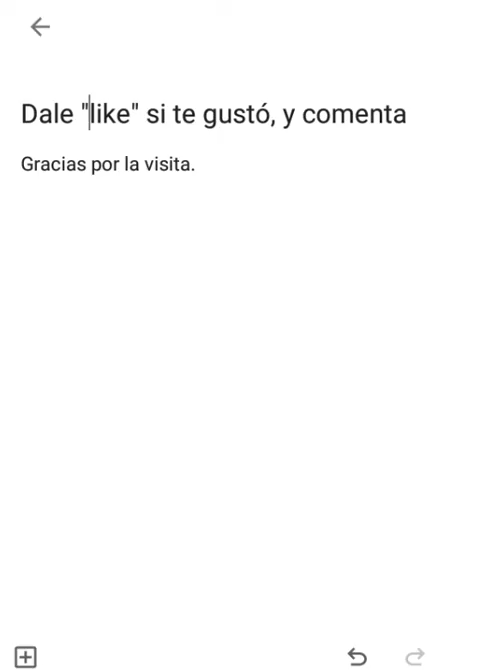 Dale "like" si te gustó, y comenta
Gracias por la visita.